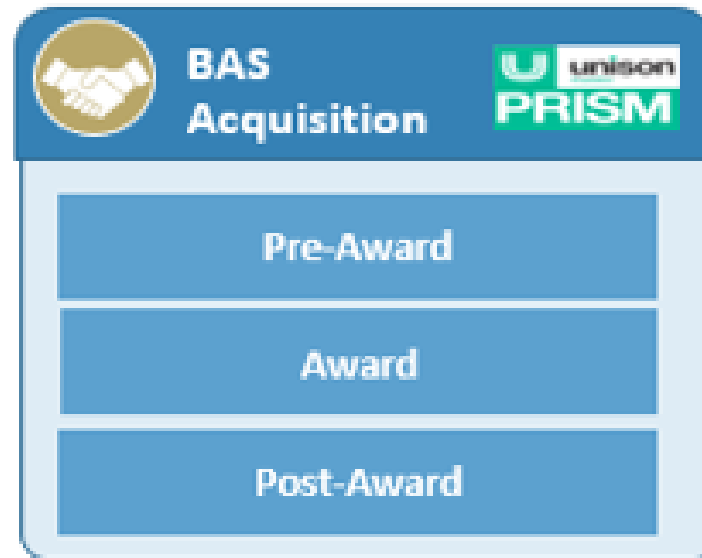 BAS
Acquisition
unison
PRISM
Pre-Award
Award
Post-Award